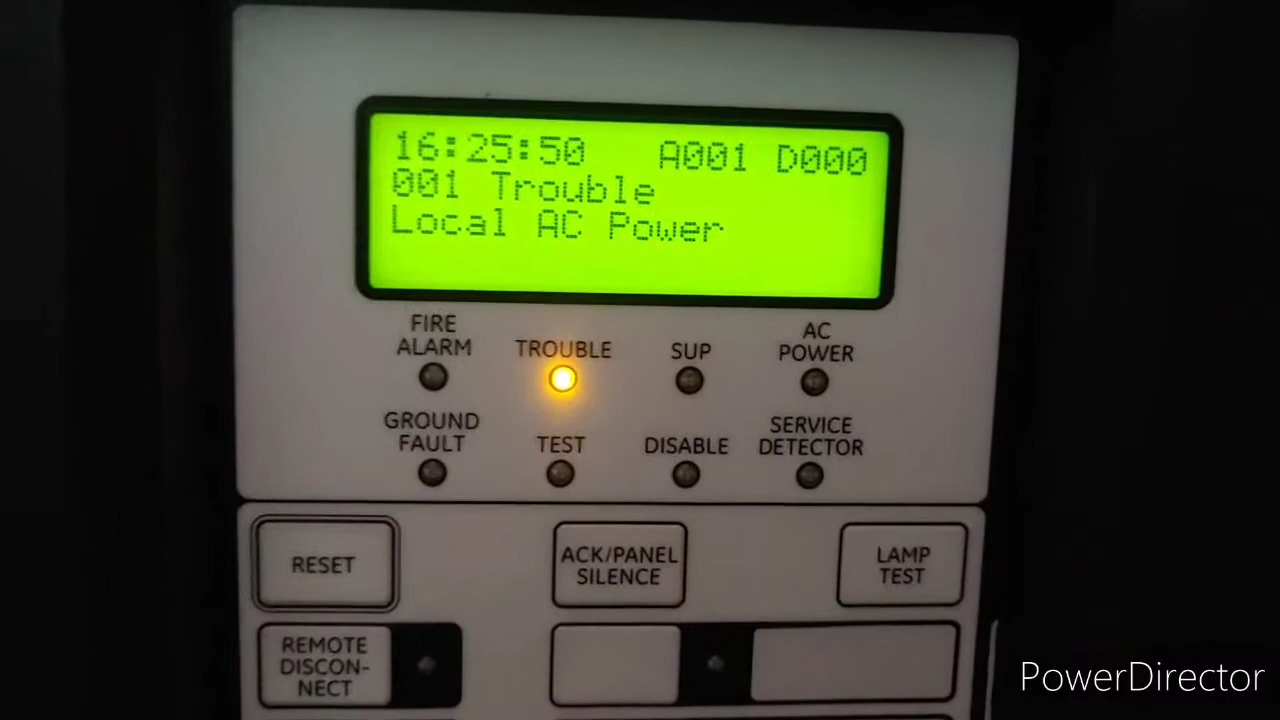 16:25:50 A001 D000
001 Trouble
Local AC Power
FIRE
ALARM
TROUBLE
SUP
AC
POWER
GROUND
FAULT
TEST
DISABLE
SERVICE
DETECTOR
RESET
ACK/PANEL
SILENCE
LAMP
TEST
REMOTE
DISCON-
NECT
PowerDirector